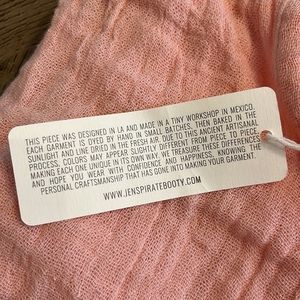 THIS PIECE WAS DESIGNED IN LA AND MADE IN A TINY WORKSHOP IN MEXICO.
EACH GARMENT IS DYED BY HAND IN SMALL BATCHES, THEN BAKED IN THE
SUNLIGHT AND LINE DRIED IN THE FRESH AIR. DUE TO THIS ANCIENT ARTISANAL
PROCESS, COLORS MAY APPEAR SLIGHTLY DIFFERENT FROM PIECE TO PIECE,
MAKING EACH ONE UNIQUE IN ITS OWN WAY. WE TREASURE THESE DIFFERENCES
AND HOPE YOU WEAR WITH CONFIDENCE AND HAPPINESS, KNOWING THE
PERSONAL CRAFTSMANSHIP THAT HAS GONE INTO MAKING YOUR GARMENT.
WWW.JENSPIRATEBOOTY.COM